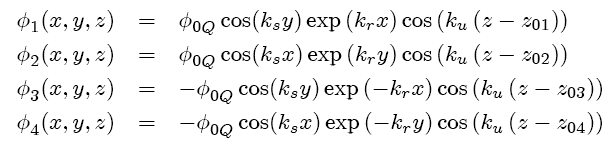 ϕ₁(x, y, z) = ϕ₀Q cos(kₛy) exp (kᵣx) cos (kᵤ (z − z₀₁))
ϕ₂(x, y, z) = ϕ₀Q cos(kₛx) exp (kᵣy) cos (kᵤ (z − z₀₂))
ϕ₃(x, y, z) = −ϕ₀Q cos(kₛy) exp (−kᵣx) cos (kᵤ (z − z₀₃))
ϕ₄(x, y, z) = −ϕ₀Q cos(kₛx) exp (−kᵣy) cos (kᵤ (z − z₀₄))